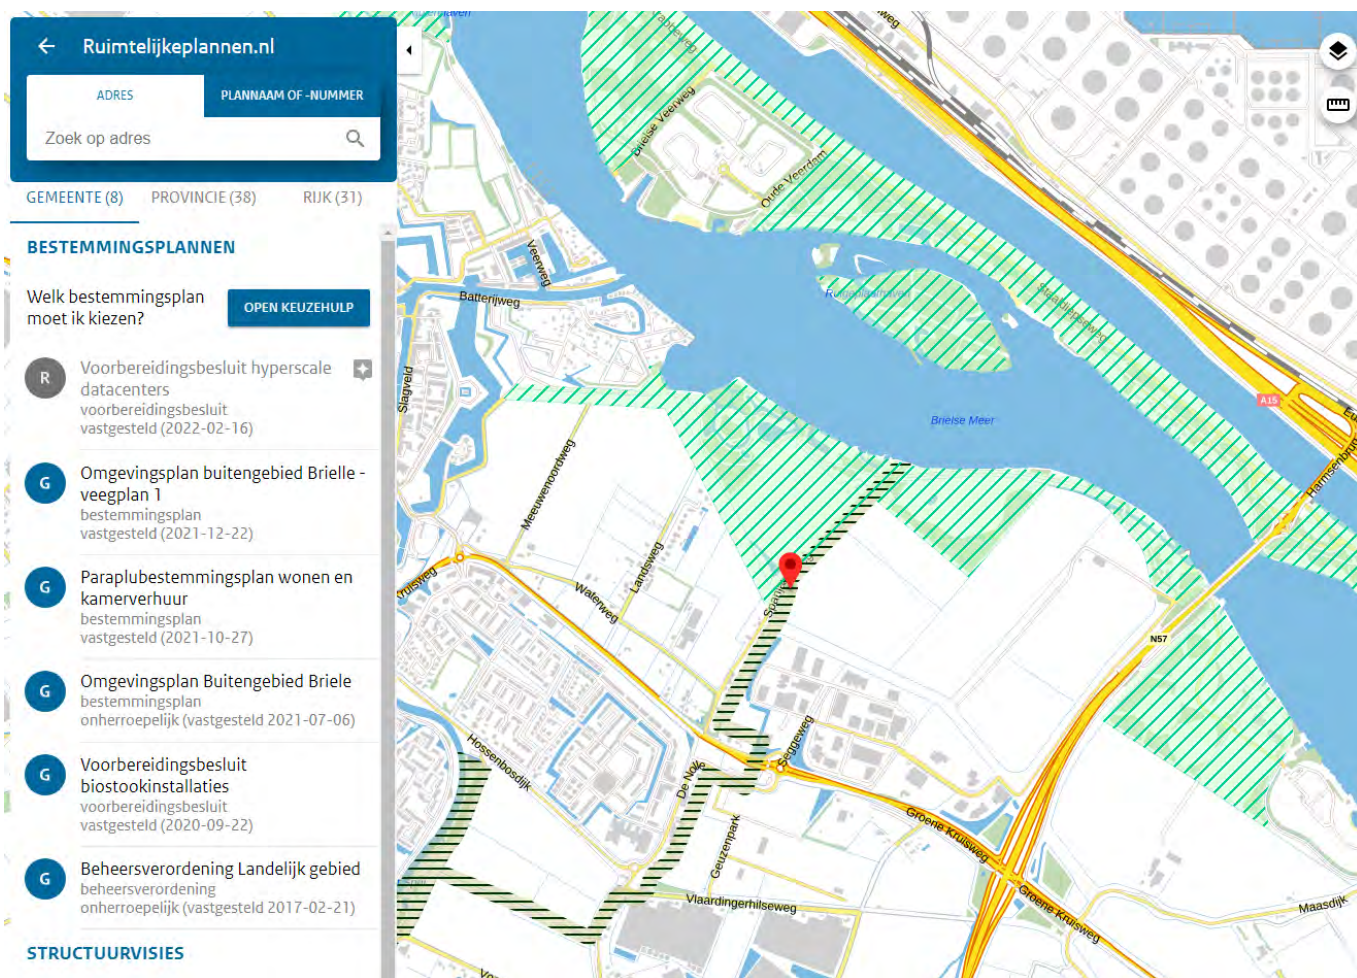 Ruimtelijkeplannen.nl
ADRES
PLANNAAM OF -NUMMER
Zoek op adres
GEMEENTE (8)
PROVINCIE (38)
RIJK (31)
BESTEMMINGSPLANNEN
Welk bestemmingsplan
moet ik kiezen?
OPEN KEUZEHULP
R
Voorbereidingsbesluit hyperscale
datacenters
voorbereidingsbesluit
vastgesteld (2022-02-16)
G
Omgevingsplan buitengebied Brielle -
veegplan 1
bestemmingsplan
vastgesteld (2021-12-22)
G
Paraplubestemmingsplan wonen en
kamerverhuur
bestemmingsplan
vastgesteld (2021-10-27)
G
Omgevingsplan Buitengebied Briele
bestemmingsplan
onherroepelijk (vastgesteld 2021-07-06)
G
Voorbereidingsbesluit
biostookinstallaties
voorbereidingsbesluit
vastgesteld (2020-09-22)
G
Beheersverordening Landelijk gebied
beheersverordening
onherroepelijk (vastgesteld 2017-02-21)
STRUCTUURVISIES
Brielse Veerweg
Oude Veerdam
Veerweg
Batterijweg
Slagveld
Staaldiepseweg
A15
Harmsenbrug
Brielse Meer
Meeuwenoordweg
Landsweg
Waterweg
N57
Hossenbosdijk
De Nolle
Seggeweg
Geuzenpark
Groene Kruisweg
Groene Kruisweg
Vlaardingerhilseweg
Maasdijk